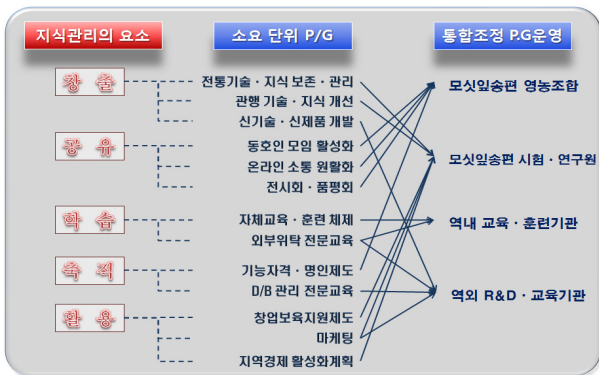 지식관리의 요소
소요 단위 P/G
통합조정 P.G운영
창 출
전통기술·지식 보존·관리
관행 기술·지식 개선
신기술·신제품 개발
공 유
동호인 모임 활성화
온라인 소통 원활화
전시회·품평회
학 습
자체교육·훈련 체제
외부위탁 전문교육
축 적
기능자격·명인제도
D/B 관리 전문교육
활 용
창업보육지원제도
마케팅
지역경제 활성화계획
모싯잎송편 영농조합
모싯잎송편 시험·연구원
역내 교육·훈련기관
역외 R&D·교육기관